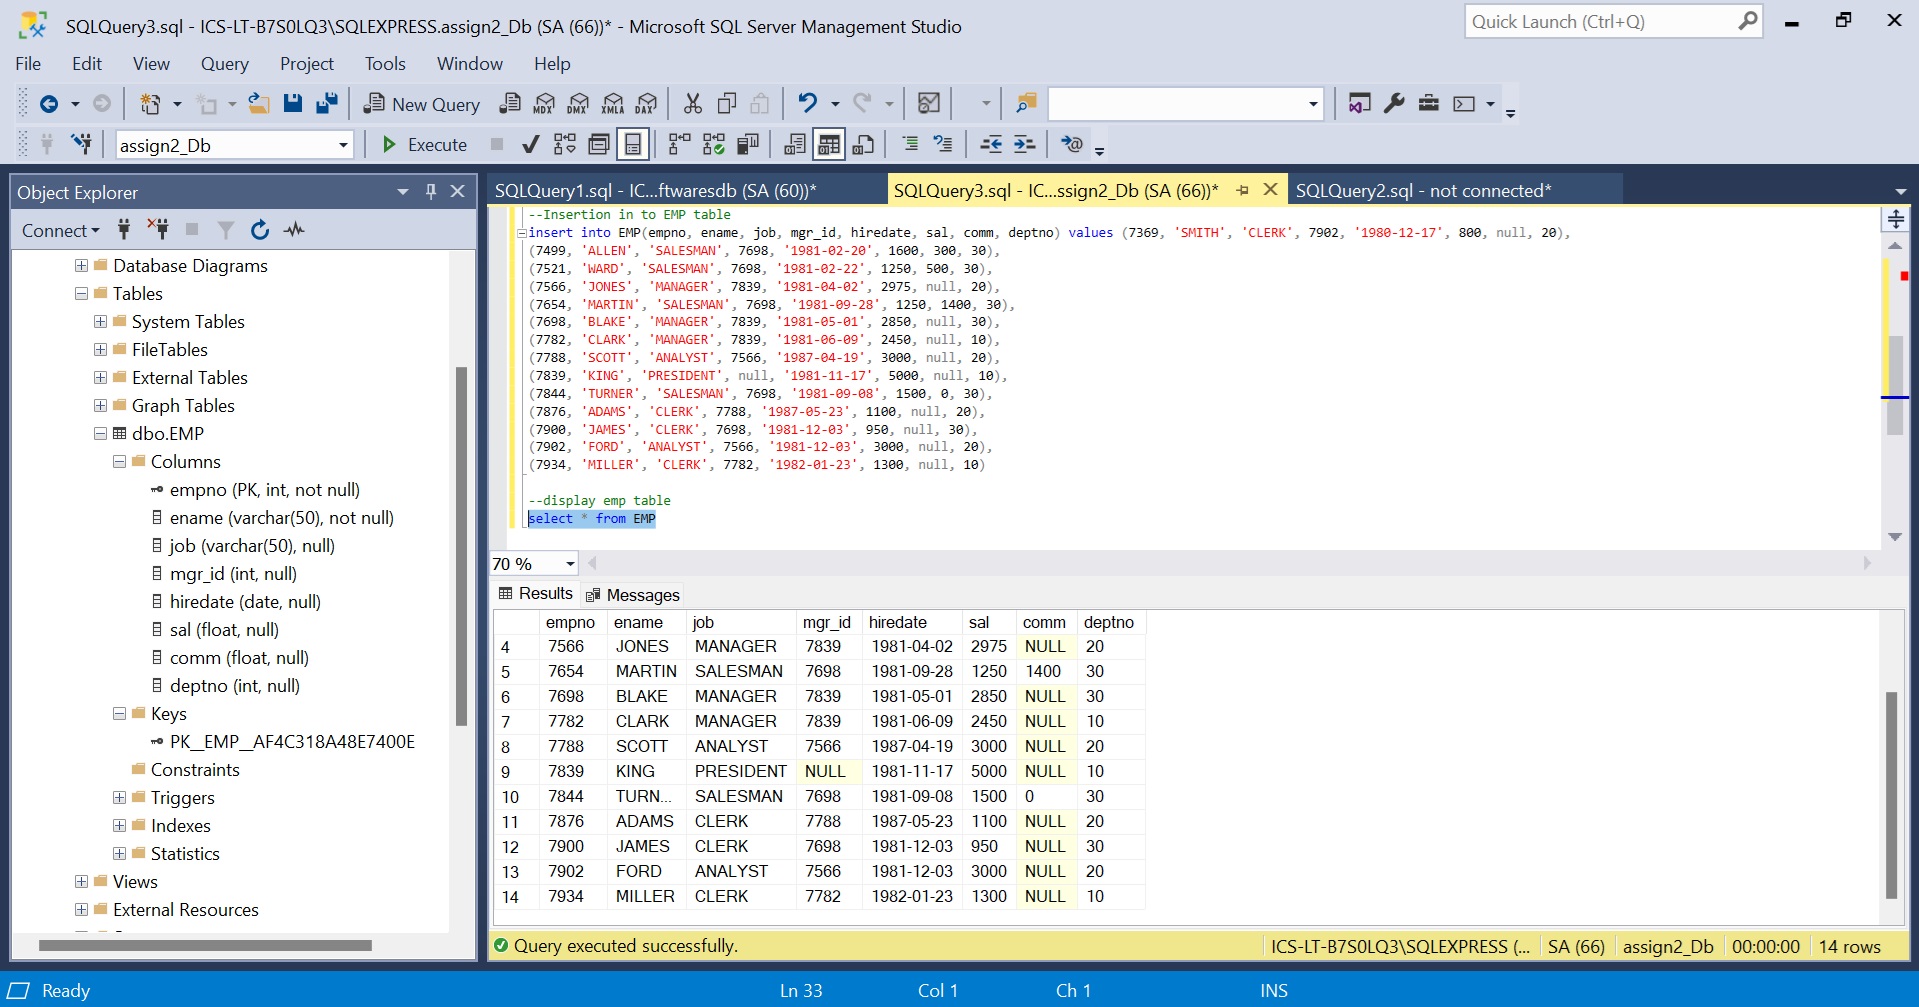 SQLQuery3.sql - ICS-LT-B7S0LQ3\SQLEXPRESS.assign2_Db (SA (66))* - Microsoft SQL Server Management Studio
Quick Launch (Ctrl+Q)
File Edit View Query Project Tools Window Help
New Query MDX DMX XMLA DAX
assign2_Db Execute
Object Explorer
Connect
Database Diagrams
Tables
System Tables
FileTables
External Tables
Graph Tables
dbo.EMP
Columns
empno (PK, int, not null)
ename (varchar(50), not null)
job (varchar(50), null)
mgr_id (int, null)
hiredate (date, null)
sal (float, null)
comm (float, null)
deptno (int, null)
Keys
PK__EMP__AF4C318A48E7400E
Constraints
Triggers
Indexes
Statistics
Views
External Resources
SQLQuery1.sql - IC...ftwaresdb (SA (60))* SQLQuery3.sql - IC...ssign2_Db (SA (66))* SQLQuery2.sql - not connected*
--Insertion in to EMP table
insert into EMP(empno, ename, job, mgr_id, hiredate, sal, comm, deptno) values (7369, 'SMITH', 'CLERK', 7902, '1980-12-17', 800, null, 20),
(7499, 'ALLEN', 'SALESMAN', 7698, '1981-02-20', 1600, 300, 30),
(7521, 'WARD', 'SALESMAN', 7698, '1981-02-22', 1250, 500, 30),
(7566, 'JONES', 'MANAGER', 7839, '1981-04-02', 2975, null, 20),
(7654, 'MARTIN', 'SALESMAN', 7698, '1981-09-28', 1250, 1400, 30),
(7698, 'BLAKE', 'MANAGER', 7839, '1981-05-01', 2850, null, 30),
(7782, 'CLARK', 'MANAGER', 7839, '1981-06-09', 2450, null, 10),
(7788, 'SCOTT', 'ANALYST', 7566, '1987-04-19', 3000, null, 20),
(7839, 'KING', 'PRESIDENT', null, '1981-11-17', 5000, null, 10),
(7844, 'TURNER', 'SALESMAN', 7698, '1981-09-08', 1500, 0, 30),
(7876, 'ADAMS', 'CLERK', 7788, '1987-05-23', 1100, null, 20),
(7900, 'JAMES', 'CLERK', 7698, '1981-12-03', 950, null, 30),
(7902, 'FORD', 'ANALYST', 7566, '1981-12-03', 3000, null, 20),
(7934, 'MILLER', 'CLERK', 7782, '1982-01-23', 1300, null, 10)
--display emp table
select * from EMP
70 %
Results Messages
empno ename job mgr_id hiredate sal comm deptno
4 7566 JONES MANAGER 7839 1981-04-02 2975 NULL 20
5 7654 MARTIN SALESMAN 7698 1981-09-28 1250 1400 30
6 7698 BLAKE MANAGER 7839 1981-05-01 2850 NULL 30
7 7782 CLARK MANAGER 7839 1981-06-09 2450 NULL 10
8 7788 SCOTT ANALYST 7566 1987-04-19 3000 NULL 20
9 7839 KING PRESIDENT NULL 1981-11-17 5000 NULL 10
10 7844 TURN... SALESMAN 7698 1981-09-08 1500 0 30
11 7876 ADAMS CLERK 7788 1987-05-23 1100 NULL 20
12 7900 JAMES CLERK 7698 1981-12-03 950 NULL 30
13 7902 FORD ANALYST 7566 1981-12-03 3000 NULL 20
14 7934 MILLER CLERK 7782 1982-01-23 1300 NULL 10
Query executed successfully. ICS-LT-B7S0LQ3\SQLEXPRESS (... SA (66) assign2_Db 00:00:00 14 rows
Ready Ln 33 Col 1 Ch 1 INS